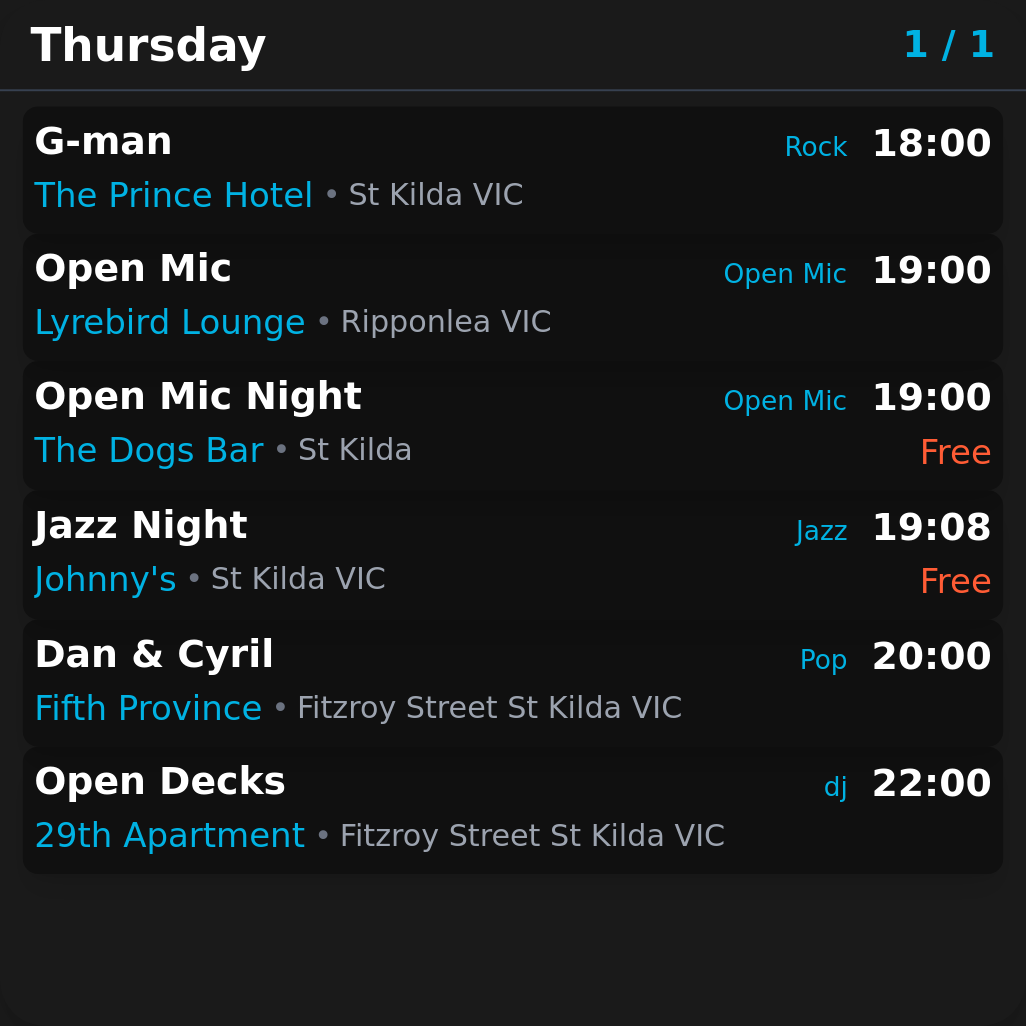 Thursday 1 / 1
G-man Rock 18:00
The Prince Hotel • St Kilda VIC
Open Mic Open Mic 19:00
Lyrebird Lounge • Ripponlea VIC
Open Mic Night Open Mic 19:00
The Dogs Bar • St Kilda Free
Jazz Night Jazz 19:08
Johnny's • St Kilda VIC Free
Dan & Cyril Pop 20:00
Fifth Province • Fitzroy Street St Kilda VIC
Open Decks dj 22:00
29th Apartment • Fitzroy Street St Kilda VIC